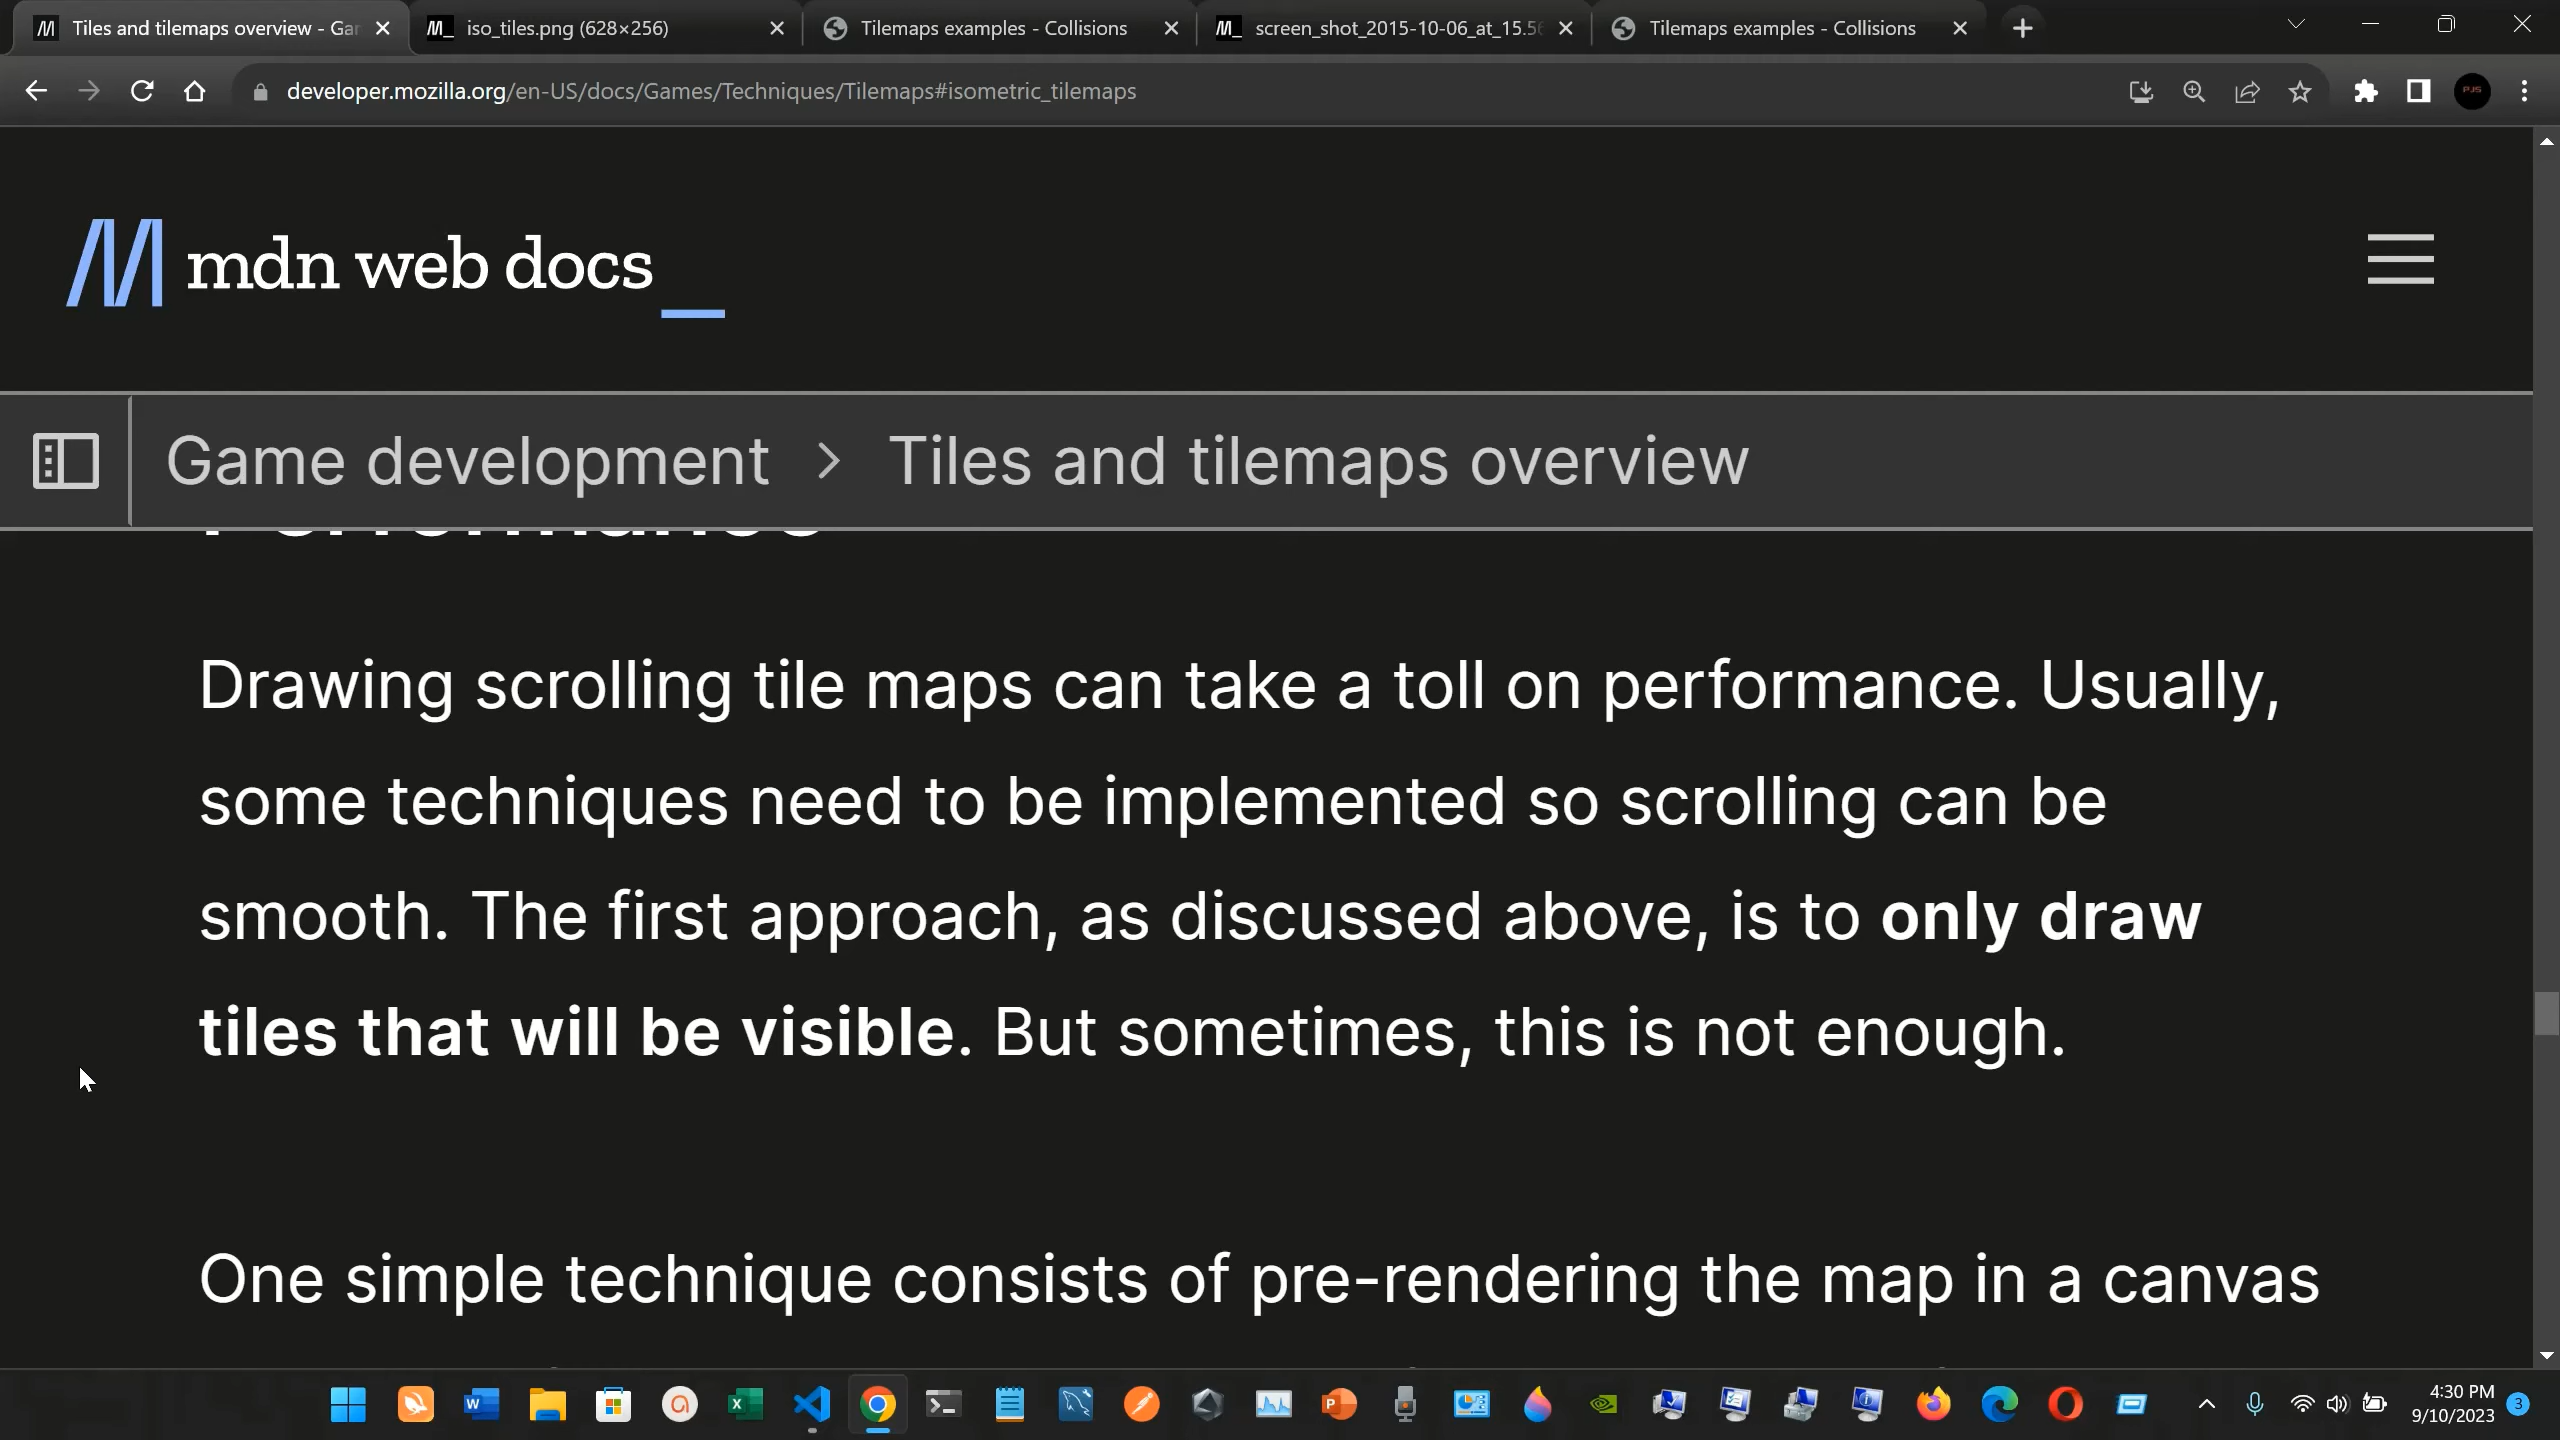 Tiles and tilemaps overview - Gar
iso_tiles.png (628×256)
Tilemaps examples - Collisions
screen_shot_2015-10-06_at_15.56
Tilemaps examples - Collisions
developer.mozilla.org/en-US/docs/Games/Techniques/Tilemaps#isometric_tilemaps
PJS
mdn web docs_
Game development > Tiles and tilemaps overview
Performance
Drawing scrolling tile maps can take a toll on performance. Usually,
some techniques need to be implemented so scrolling can be
smooth. The first approach, as discussed above, is to only draw
tiles that will be visible. But sometimes, this is not enough.
One simple technique consists of pre-rendering the map in a canvas
4:30 PM
9/10/2023
3